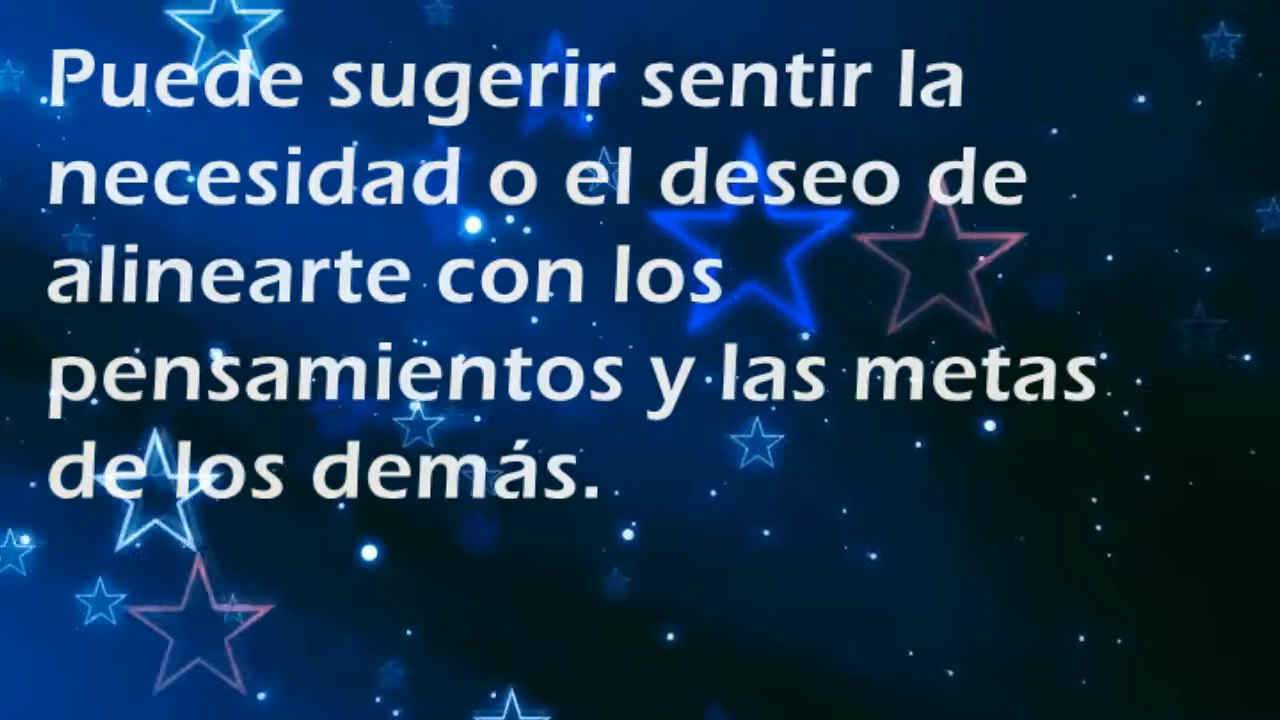 Puede sugerir sentir la
necesidad o el deseo de
alinearte con los
pensamientos y las metas
de los demás.